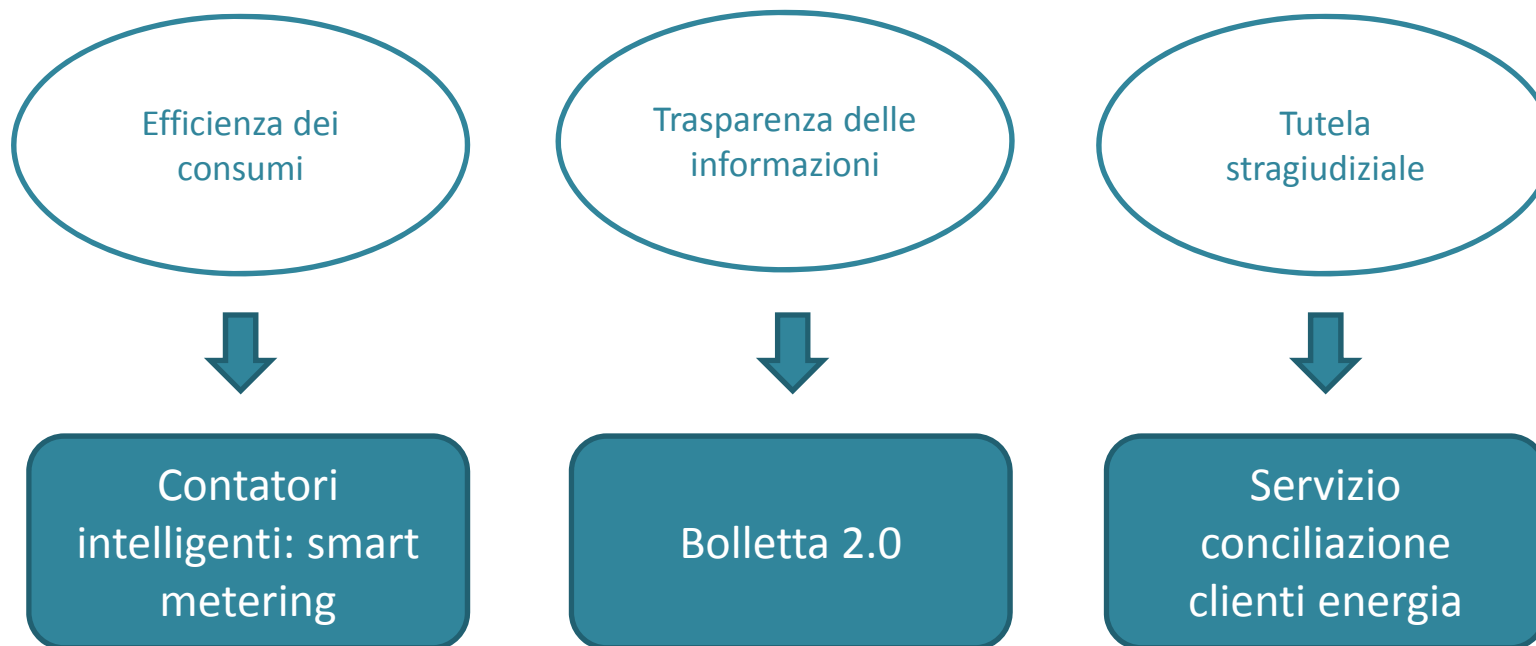 Efficienza dei
consumi
Trasparenza delle
informazioni
Tutela
stragiudiziale
Contatori
intelligenti: smart
metering
Bolletta 2.0
Servizio
conciliazione
clienti energia